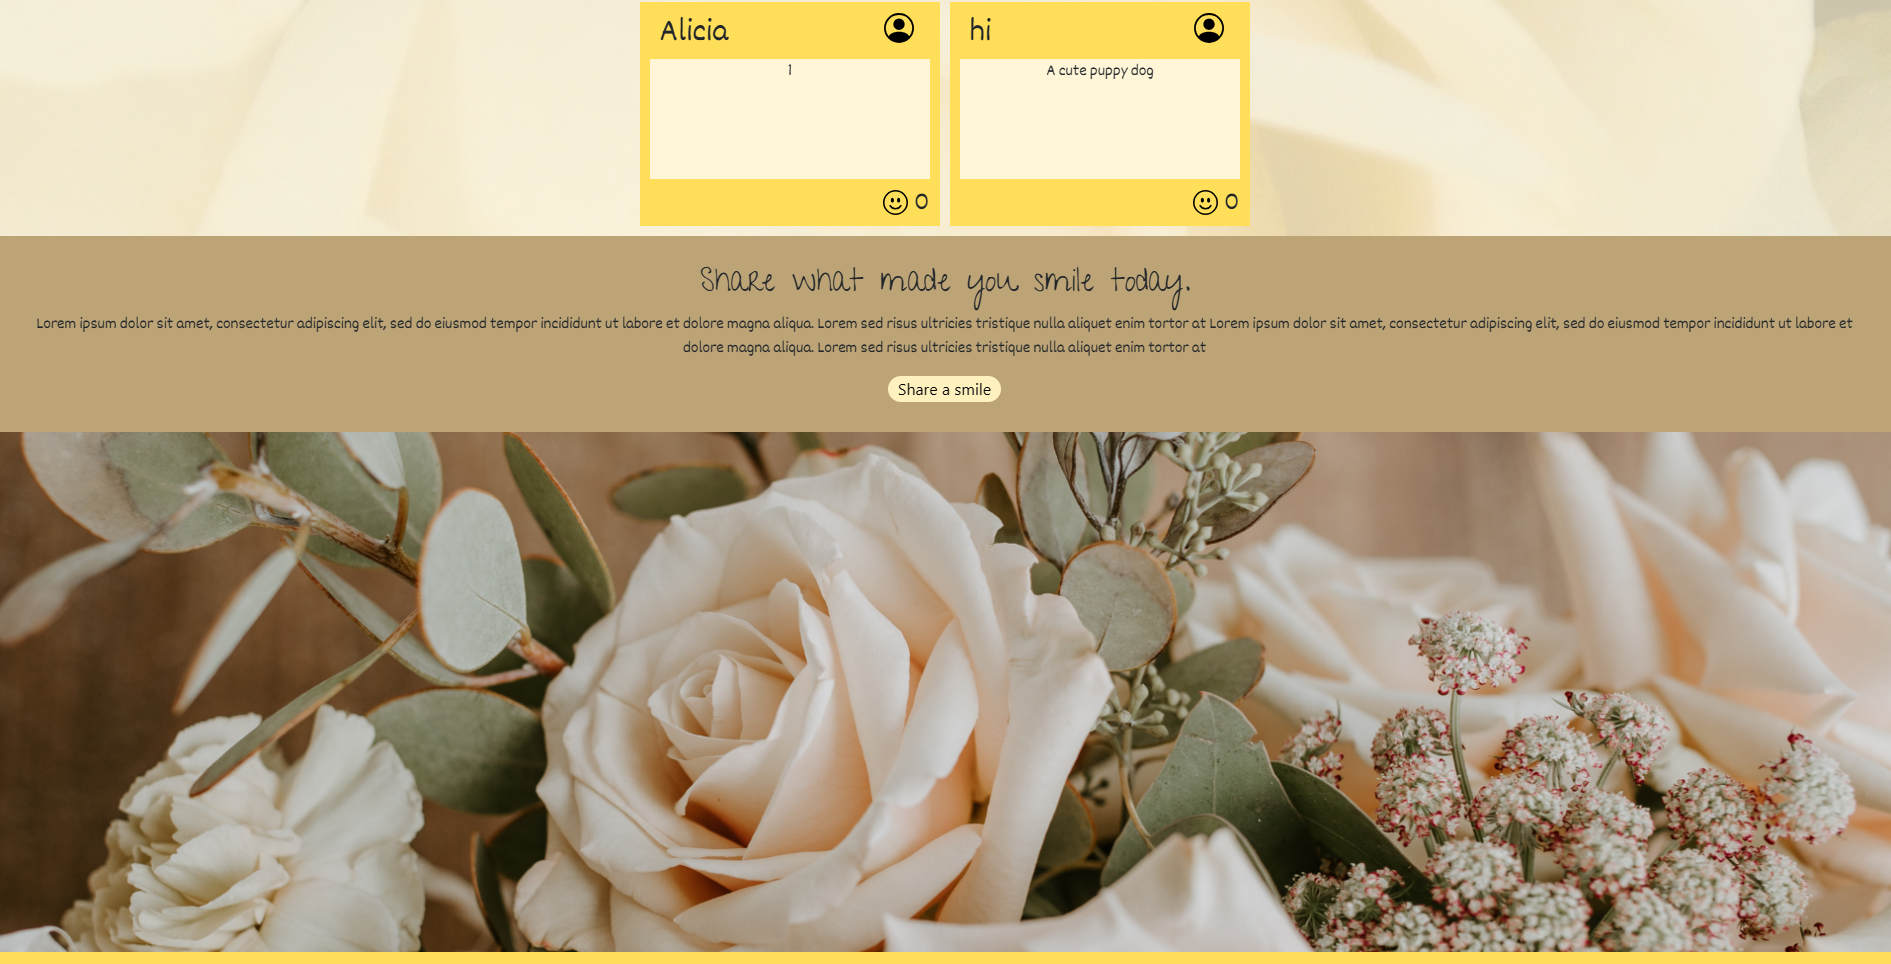 Alicia
hi
1
A cute puppy dog
0
0
Share what made you smile today.
Lorem ipsum dolor sit amet, consectetur adipiscing elit, sed do eiusmod tempor incididunt ut labore et dolore magna aliqua. Lorem sed risus ultricies tristique nulla aliquet enim tortor at Lorem ipsum dolor sit amet, consectetur adipiscing elit, sed do eiusmod tempor incididunt ut labore et
dolore magna aliqua. Lorem sed risus ultricies tristique nulla aliquet enim tortor at
Share a smile